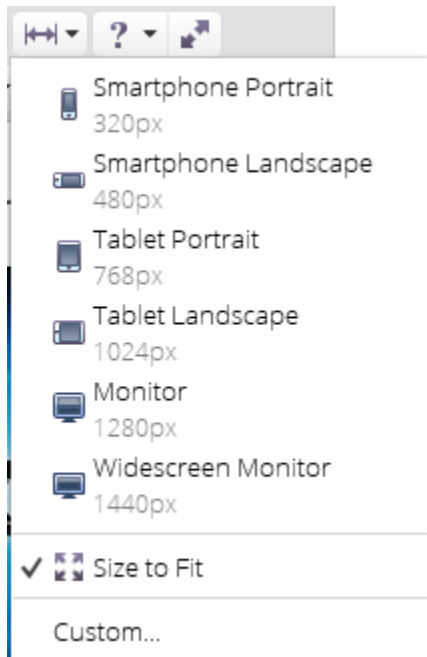 ?
Smartphone Portrait
320px
Smartphone Landscape
480px
Tablet Portrait
768px
Tablet Landscape
1024px
Monitor
1280px
Widescreen Monitor
1440px
Size to Fit
Custom...